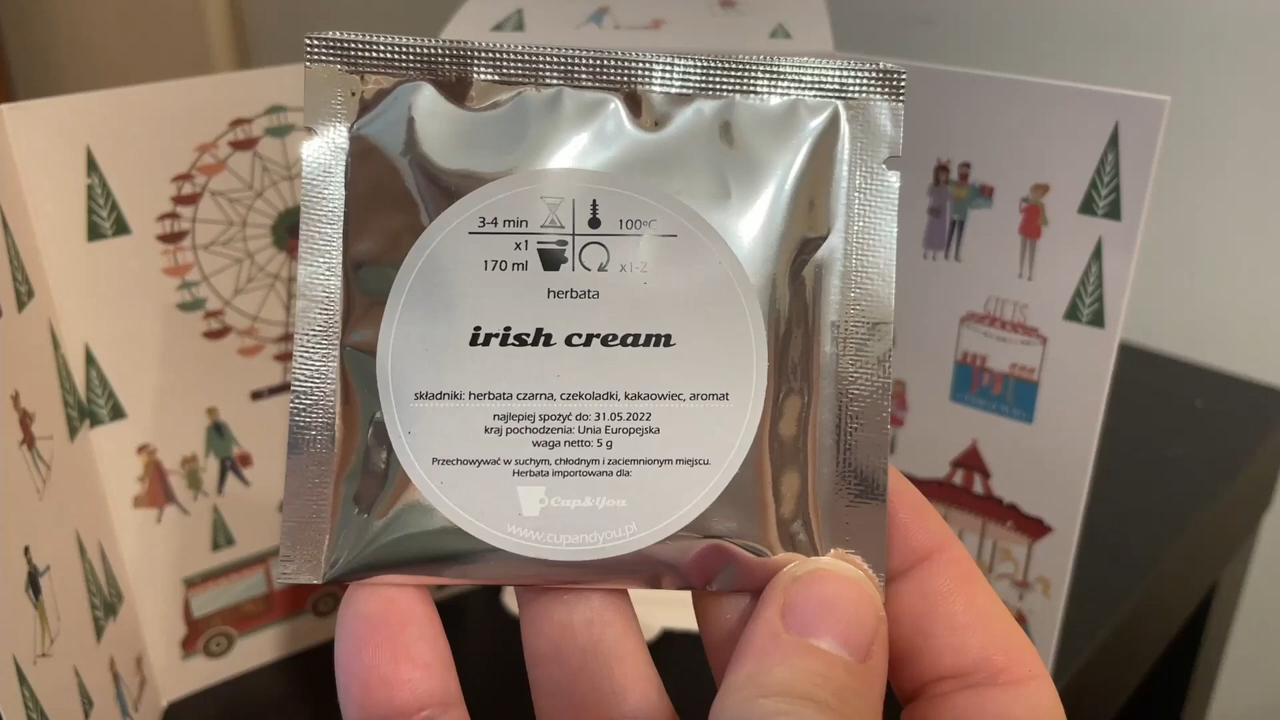 3-4 min
100°C
x1
170 ml
x1-2
herbata
irish cream
składniki: herbata czarna, czekoladki, kakaowiec, aromat
najlepiej spożyć do: 31.05.2022
kraj pochodzenia: Unia Europejska
waga netto: 5 g
Przechowywać w suchym, chłodnym i zaciemnionym miejscu.
Herbata importowana dla:
Cup&You
www.cupandyou.pl
GIFTS